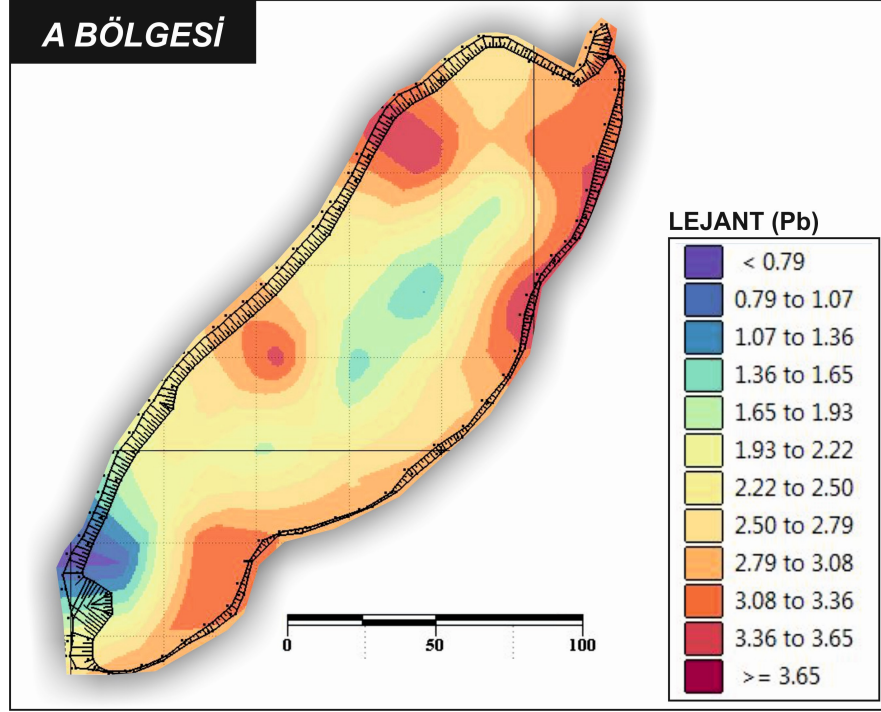 A BÖLGESİ
LEJANT (Pb)
< 0.79
0.79 to 1.07
1.07 to 1.36
1.36 to 1.65
1.65 to 1.93
1.93 to 2.22
2.22 to 2.50
2.50 to 2.79
2.79 to 3.08
3.08 to 3.36
3.36 to 3.65
>= 3.65
0 50 100